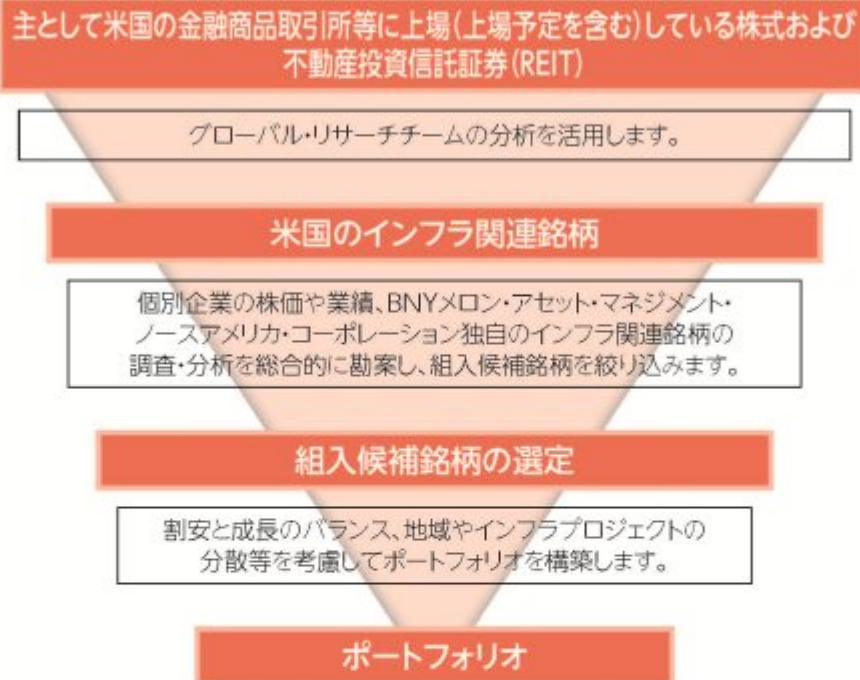 主として米国の金融商品取引所等に上場(上場予定を含む)している株式および
不動産投資信託証券(REIT)
グローバル・リサーチチームの分析を活用します。
米国のインフラ関連銘柄
個別企業の株価や業績、BNYメロン・アセット・マネジメント・
ノースアメリカ・コーポレーション独自のインフラ関連銘柄の
調査・分析を総合的に勘案し、組入候補銘柄を絞り込みます。
組入候補銘柄の選定
割安と成長のバランス、地域やインフラプロジェクトの
分散等を考慮してポートフォリオを構築します。
ポートフォリオ